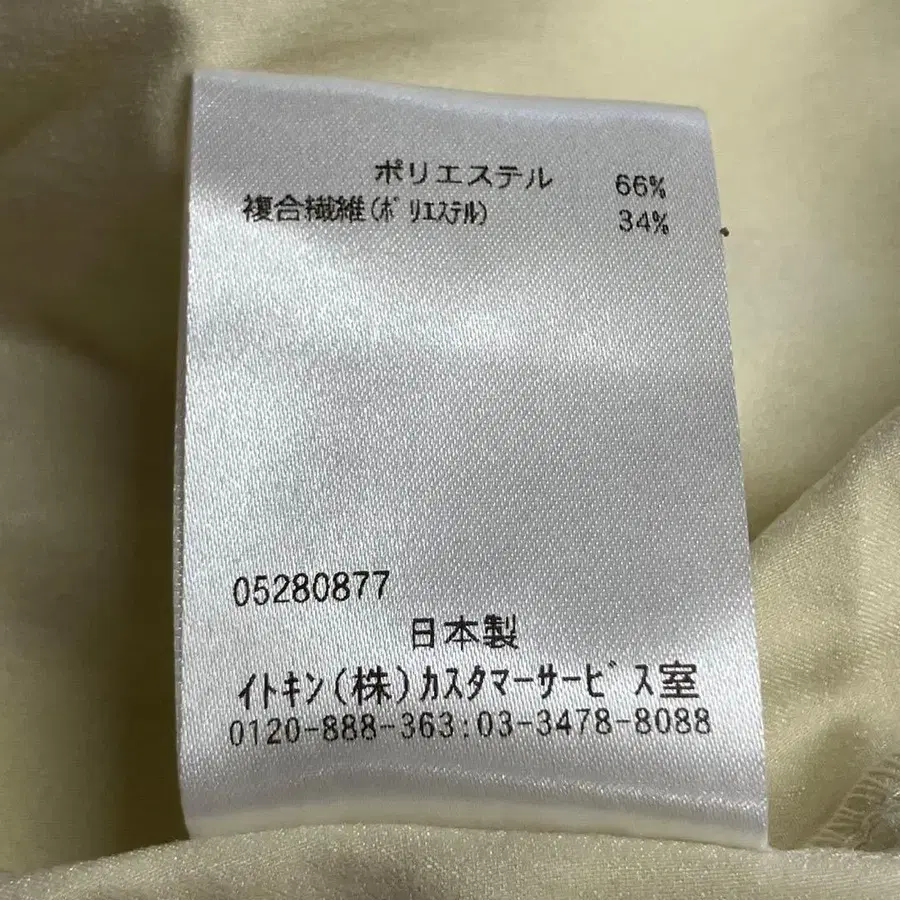 ポリエステル 66%
複合繊維(ﾎﾟﾘｴｽﾃﾙ) 34%
05280877
日本製
ｲﾄｷﾝ(株)ｶｽﾀﾏｰｻｰﾋﾞｽ室
0120-888-363:03-3478-8088